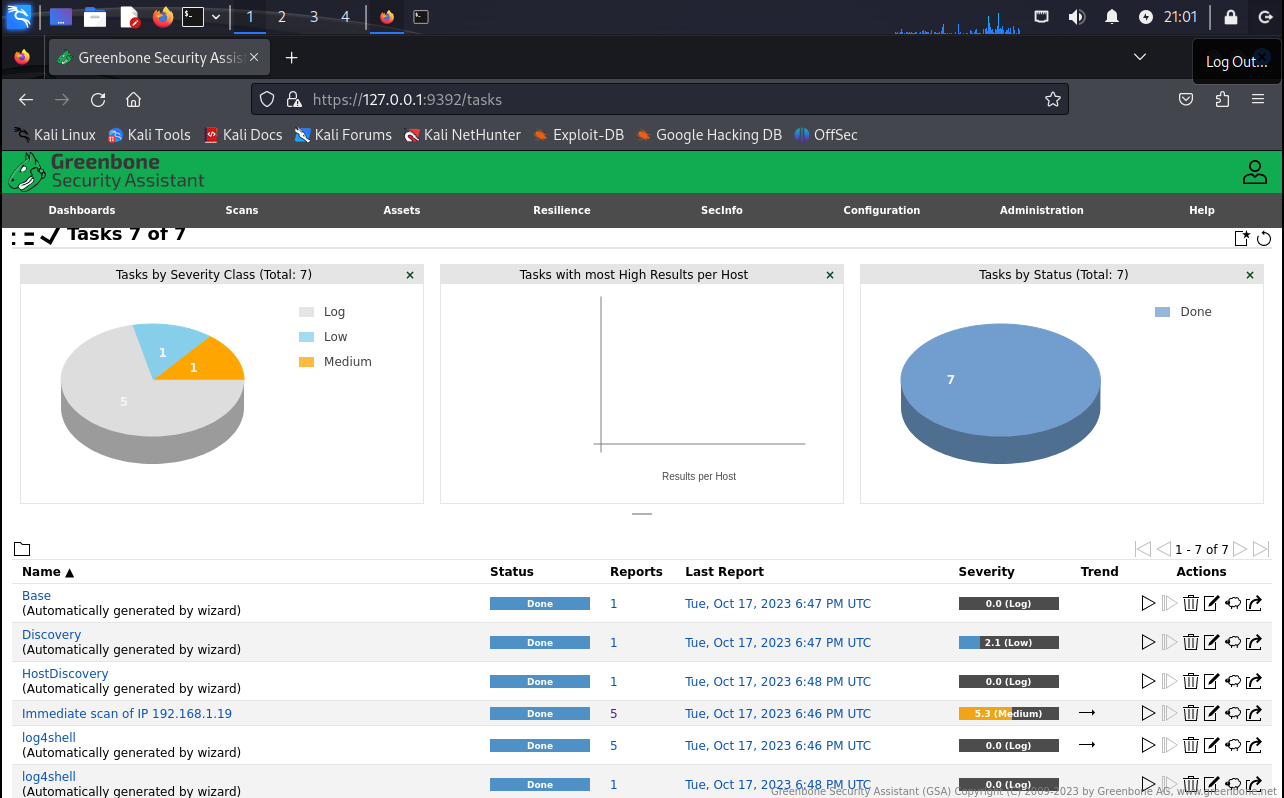 1 2 3 4 21:01
Greenbone Security Assis
Log Out...
https://127.0.0.1:9392/tasks
Kali Linux Kali Tools Kali Docs Kali Forums Kali NetHunter Exploit-DB Google Hacking DB OffSec
Greenbone
Security Assistant
Dashboards Scans Assets Resilience SecInfo Configuration Administration Help
Tasks 7 of 7
Tasks by Severity Class (Total: 7) × Tasks with most High Results per Host × Tasks by Status (Total: 7) ×
Log
Low
Medium
1
1
5
Results per Host
Done
7
1 - 7 of 7
Name ▲ Status Reports Last Report Severity Trend Actions
Base Done 1 Tue, Oct 17, 2023 6:47 PM UTC 0.0 (Log)
(Automatically generated by wizard)
Discovery Done 1 Tue, Oct 17, 2023 6:47 PM UTC 2.1 (Low)
(Automatically generated by wizard)
HostDiscovery Done 1 Tue, Oct 17, 2023 6:48 PM UTC 0.0 (Log)
(Automatically generated by wizard)
Immediate scan of IP 192.168.1.19 Done 5 Tue, Oct 17, 2023 6:46 PM UTC 5.3 (Medium)
log4shell Done 5 Tue, Oct 17, 2023 6:46 PM UTC 0.0 (Log)
(Automatically generated by wizard)
log4shell Done 1 Tue, Oct 17, 2023 6:48 PM UTC 0.0 (Log)
(Automatically generated by wizard)
Greenbone Security Assistant (GSA) Copyright (C) 2009-2023 by Greenbone AG, www.greenbone.net